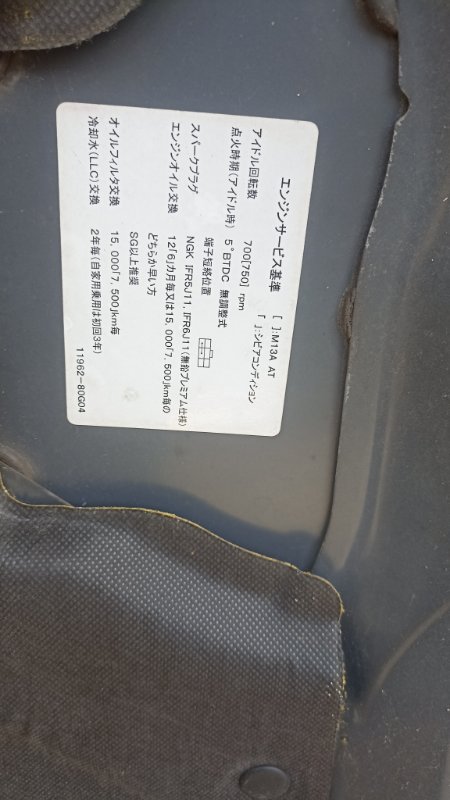 エンジンサービス基準 [ ]:M13A AT
「 」:シビアコンディション
アイドル回転数 700[750] rpm
点火時期(アイドル時) 5°BTDC 無調整式
端子短絡位置
スパークプラグ NGK IFR5J11,IFR6J11(無鉛プレミアム仕様)
エンジンオイル交換 12「6」カ月毎又は15,000「7,500」km毎の
どちらか早い方
SG以上推奨
オイルフィルタ交換 15,000「7,500」km毎
冷却水(LLC)交換 2年毎(自家用乗用は初回3年)
11962-80G04